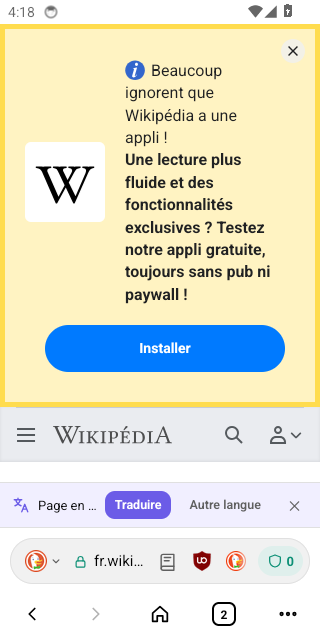 4:18
Beaucoup
ignorent que
Wikipédia a une
appli !
Une lecture plus
fluide et des
fonctionnalités
exclusives ? Testez
notre appli gratuite,
toujours sans pub ni
paywall !
W
Installer
WIKIPÉDIA
Page en ... Traduire Autre langue
fr.wiki... 0
2